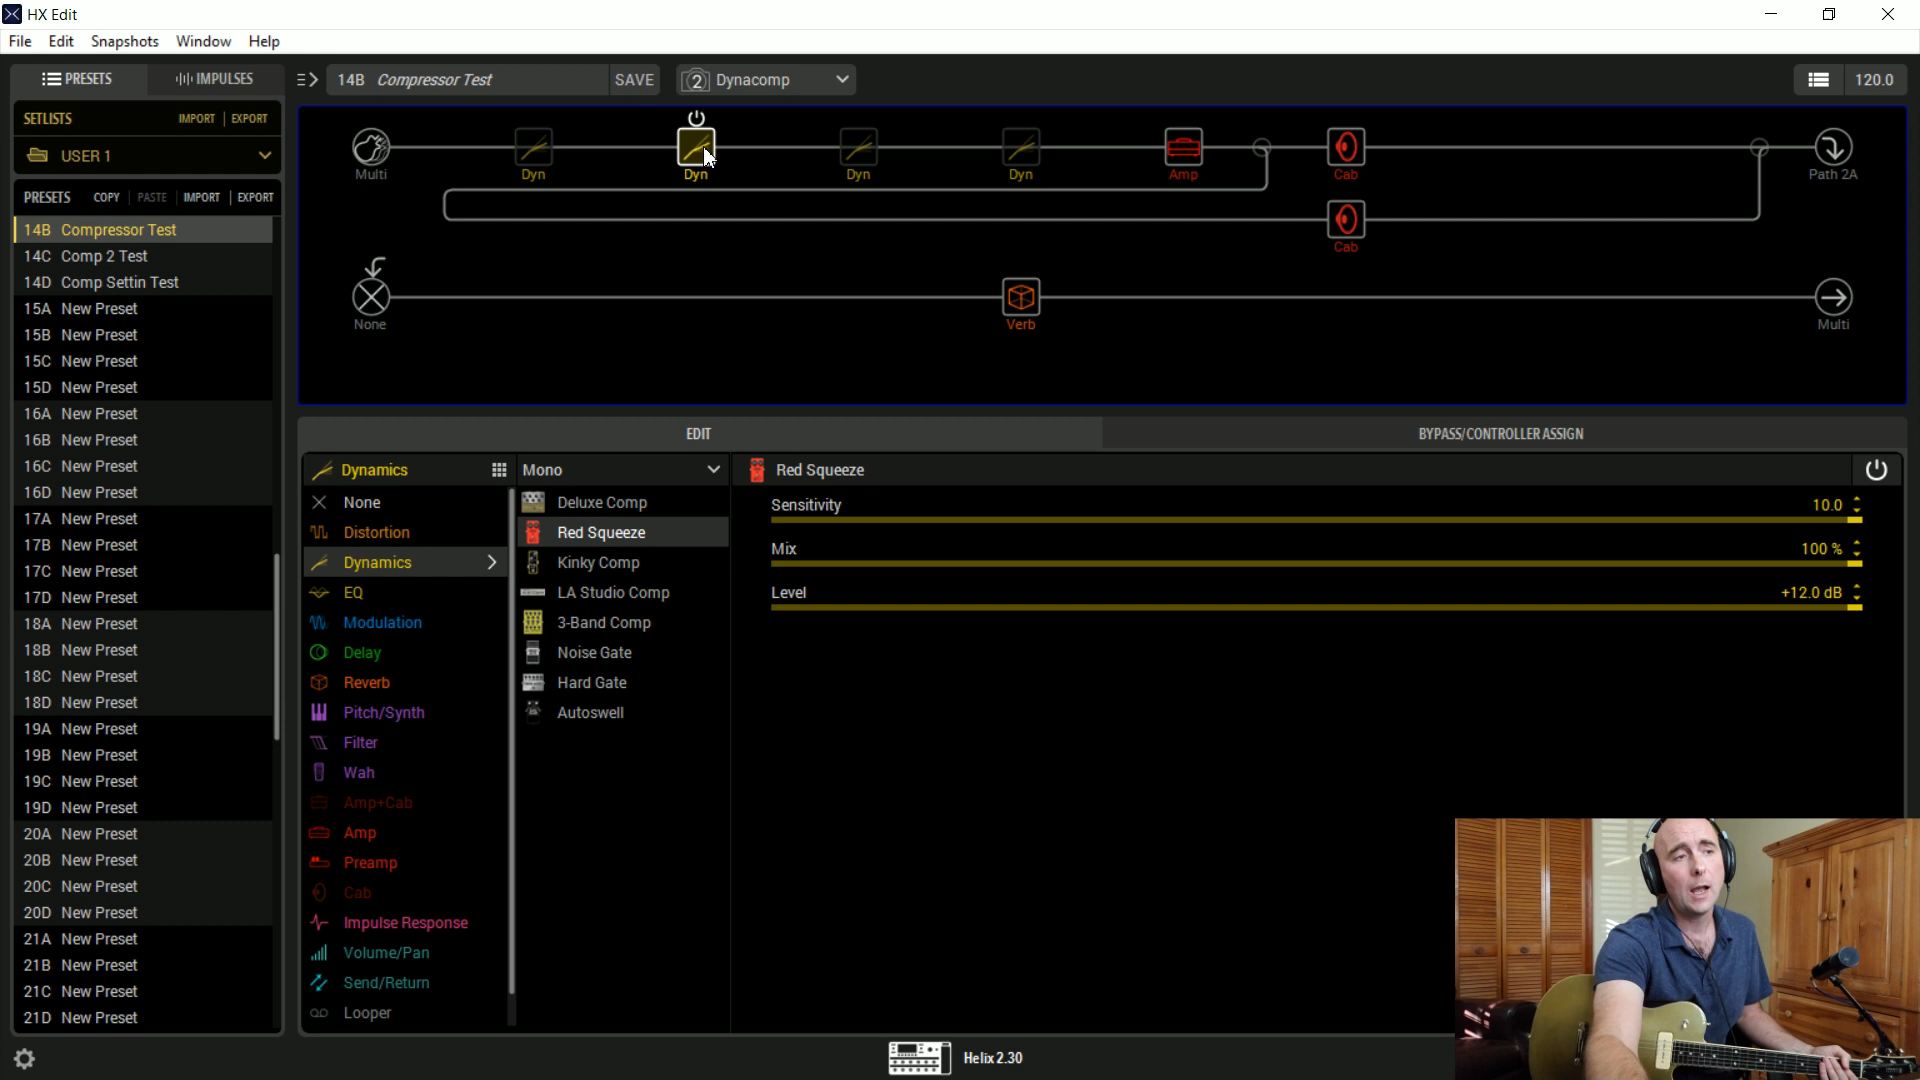 HX Edit
File Edit Snapshots Window Help
PRESETS IMPULSES
14B Compressor Test SAVE 2 Dynacomp 120.0
SETLISTS IMPORT EXPORT
USER 1
PRESETS COPY PASTE IMPORT EXPORT
14B Compressor Test
14C Comp 2 Test
14D Comp Settin Test
15A New Preset
15B New Preset
15C New Preset
15D New Preset
16A New Preset
16B New Preset
16C New Preset
16D New Preset
17A New Preset
17B New Preset
17C New Preset
17D New Preset
18A New Preset
18B New Preset
18C New Preset
18D New Preset
19A New Preset
19B New Preset
19C New Preset
19D New Preset
20A New Preset
20B New Preset
20C New Preset
20D New Preset
21A New Preset
21B New Preset
21C New Preset
21D New Preset
Multi Dyn Dyn Dyn Dyn Amp Cab Path 2A
Cab
None Verb Multi
EDIT BYPASS/CONTROLLER ASSIGN
Dynamics Mono Red Squeeze
None
Distortion
Dynamics
EQ
Modulation
Delay
Reverb
Pitch/Synth
Filter
Wah
Amp+Cab
Amp
Preamp
Cab
Impulse Response
Volume/Pan
Send/Return
Looper
Deluxe Comp
Red Squeeze
Kinky Comp
LA Studio Comp
3-Band Comp
Noise Gate
Hard Gate
Autoswell
Sensitivity 10.0
Mix 100 %
Level +12.0 dB
Helix 2.30